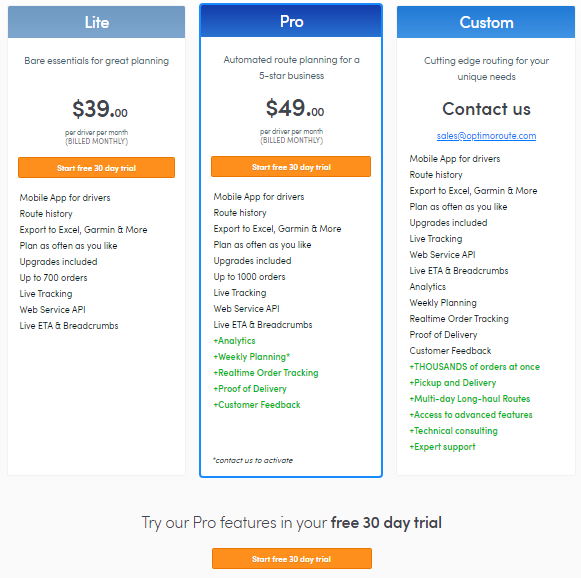 Lite
Bare essentials for great planning
$39.00
per driver per month
(BILLED MONTHLY)
Start free 30 day trial
Mobile App for drivers
Route history
Export to Excel, Garmin & More
Plan as often as you like
Upgrades included
Up to 700 orders
Live Tracking
Web Service API
Live ETA & Breadcrumbs
Pro
Automated route planning for a
5-star business
$49.00
per driver per month
(BILLED MONTHLY)
Start free 30 day trial
Mobile App for drivers
Route history
Export to Excel, Garmin & More
Plan as often as you like
Upgrades included
Up to 1000 orders
Live Tracking
Web Service API
Live ETA & Breadcrumbs
+Analytics
+Weekly Planning*
+Realtime Order Tracking
+Proof of Delivery
+Customer Feedback
*contact us to activate
Custom
Cutting edge routing for your
unique needs
Contact us
sales@optimoroute.com
Mobile App for drivers
Route history
Export to Excel, Garmin & More
Plan as often as you like
Upgrades included
Live Tracking
Web Service API
Live ETA & Breadcrumbs
Analytics
Weekly Planning
Realtime Order Tracking
Proof of Delivery
Customer Feedback
+THOUSANDS of orders at once
+Pickup and Delivery
+Multi-day Long-haul Routes
+Access to advanced features
+Technical consulting
+Expert support
Try our Pro features in your free 30 day trial
Start free 30 day trial